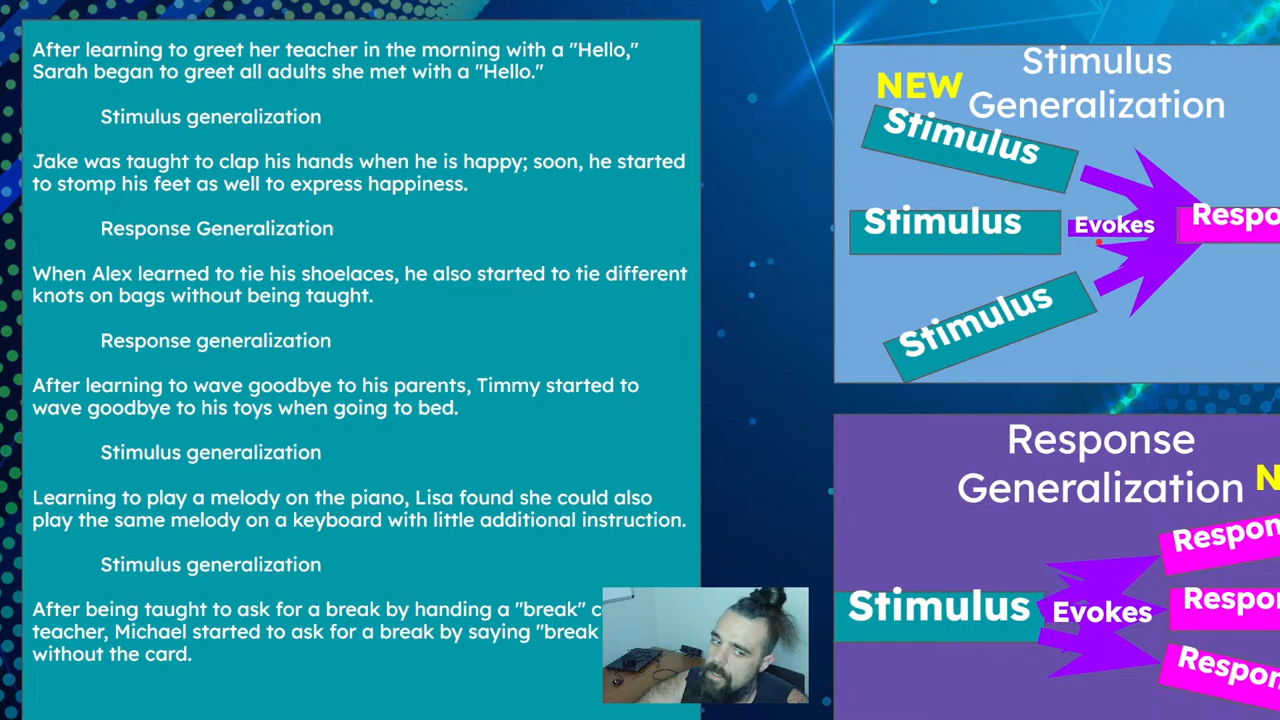 After learning to greet her teacher in the morning with a "Hello,"
Sarah began to greet all adults she met with a "Hello."
Stimulus generalization
Jake was taught to clap his hands when he is happy; soon, he started
to stomp his feet as well to express happiness.
Response Generalization
When Alex learned to tie his shoelaces, he also started to tie different
knots on bags without being taught.
Response generalization
After learning to wave goodbye to his parents, Timmy started to
wave goodbye to his toys when going to bed.
Stimulus generalization
Learning to play a melody on the piano, Lisa found she could also
play the same melody on a keyboard with little additional instruction.
Stimulus generalization
After being taught to ask for a break by handing a "break" c
teacher, Michael started to ask for a break by saying "break
without the card.
Stimulus
Generalization
NEW
Stimulus
Stimulus
Evokes
Respo
Stimulus
Response
Generalization
N
Respon
Stimulus
Evokes
Respo
Respon